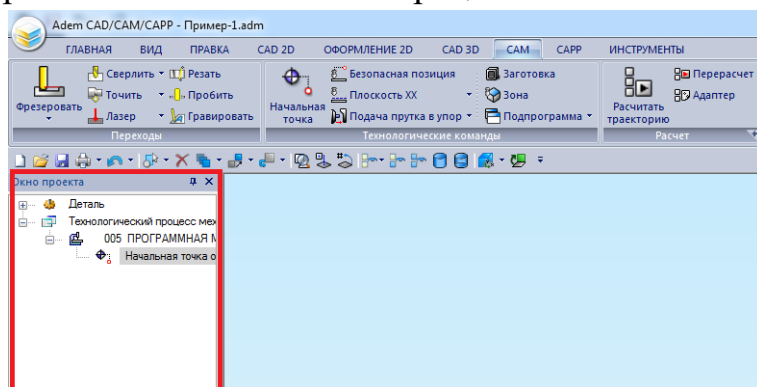 Adem CAD/CAM/CAPP - Пример-1.adm
ГЛАВНАЯ ВИД ПРАВКА CAD 2D ОФОРМЛЕНИЕ 2D CAD 3D CAM CAPP ИНСТРУМЕНТЫ
Фрезеровать
Сверлить Резать
Точить Пробить
Лазер Гравировать
Переходы
Начальная точка
Безопасная позиция
Плоскость XX
Подача прутка в упор
Заготовка
Зона
Подпрограмма
Технологические команды
Расчитать траекторию
Перерасчет
Адаптер
Расчет
Окно проекта
Деталь
Технологический процесс мех
005 ПРОГРАММНАЯ М
Начальная точка о